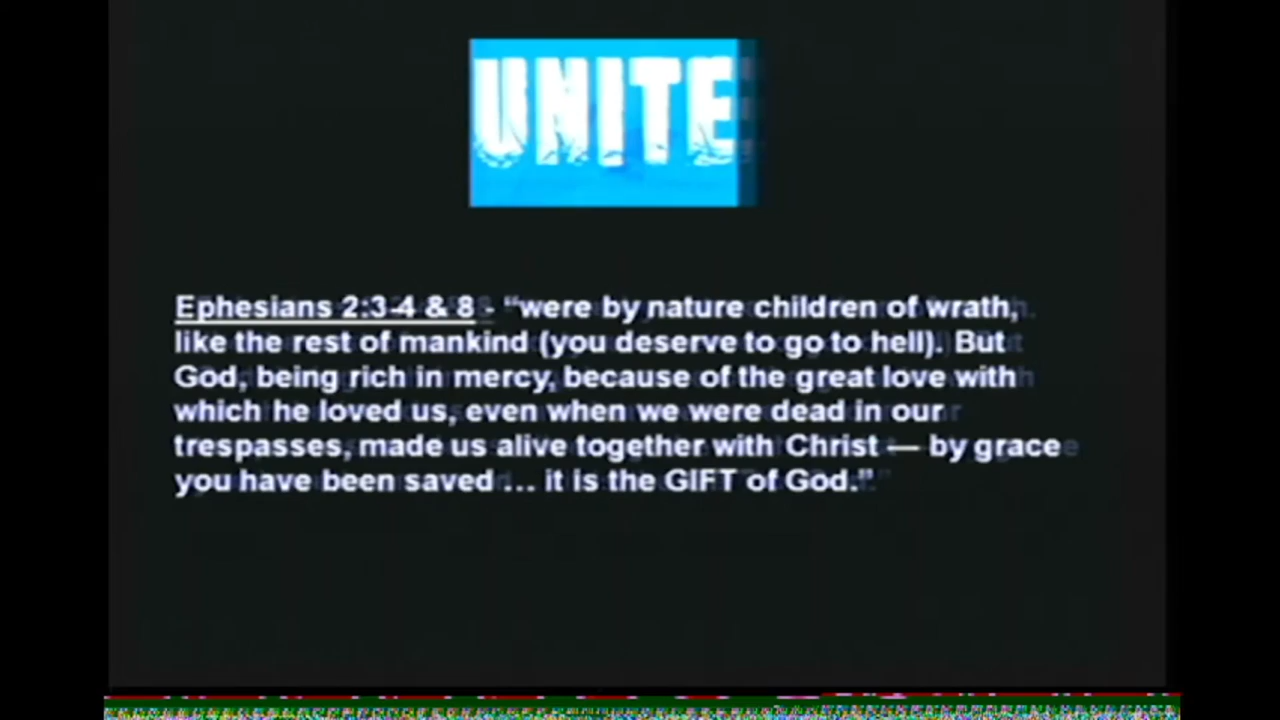 UNITE
Ephesians 2:3-4 & 8 - “were by nature children of wrath,
like the rest of mankind (you deserve to go to hell). But
God, being rich in mercy, because of the great love with
which he loved us, even when we were dead in our
trespasses, made us alive together with Christ — by grace
you have been saved ... it is the GIFT of God.”